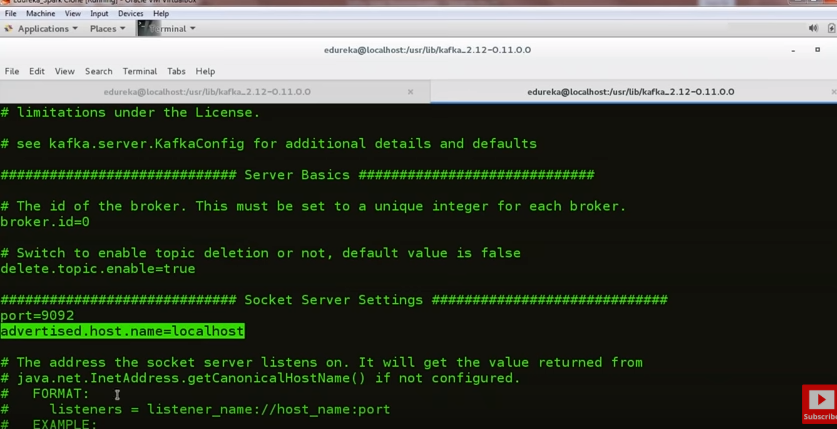 Edureka_Spark Clone [Running] - Oracle VM VirtualBox
File Machine View Input Devices Help
Applications Places Terminal
edureka@localhost:/usr/lib/kafka_2.12-0.11.0.0
File Edit View Search Terminal Tabs Help
edureka@localhost:/usr/lib/kafka_2.12-0.11.0.0 × edureka@localhost:/usr/lib/kafka_2.12-0.11.0.0 ×
# limitations under the License.
# see kafka.server.KafkaConfig for additional details and defaults
############################# Server Basics #############################
# The id of the broker. This must be set to a unique integer for each broker.
broker.id=0
# Switch to enable topic deletion or not, default value is false
delete.topic.enable=true
############################# Socket Server Settings #############################
port=9092
advertised.host.name=localhost
# The address the socket server listens on. It will get the value returned from
# java.net.InetAddress.getCanonicalHostName() if not configured.
#   FORMAT:
#     listeners = listener_name://host_name:port
#   EXAMPLE:
Subscribe